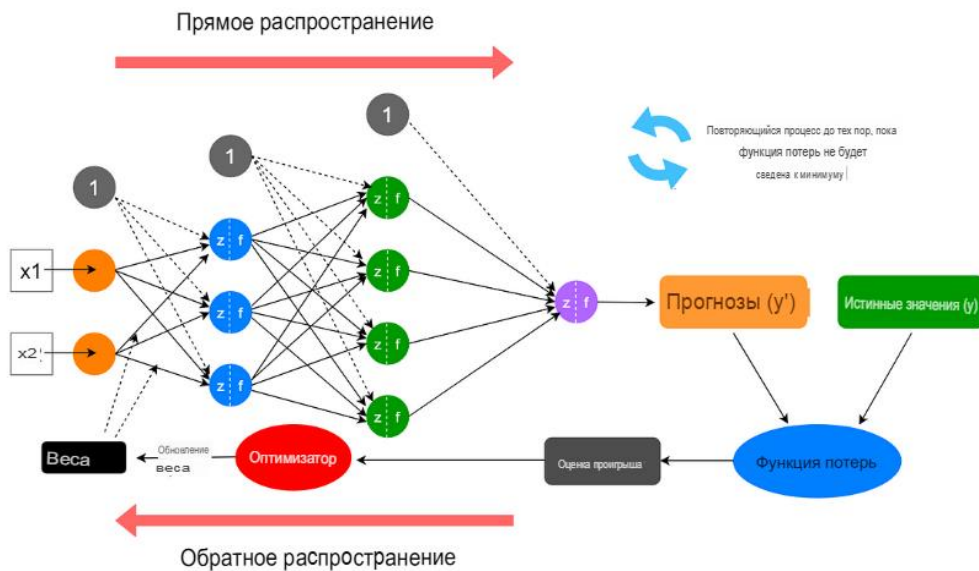 Прямое распространение
1
1
1
Повторяющийся процесс до тех пор, пока
функция потерь не будет
сведена к минимуму
z f
z f
x1
z f
z f
z f
Прогнозы (y')
Истинные значения (y)
x2
z f
z f
z f
Веса
Обновление
веса
Оптимизатор
Оценка проигрыша
Функция потерь
Обратное распространение